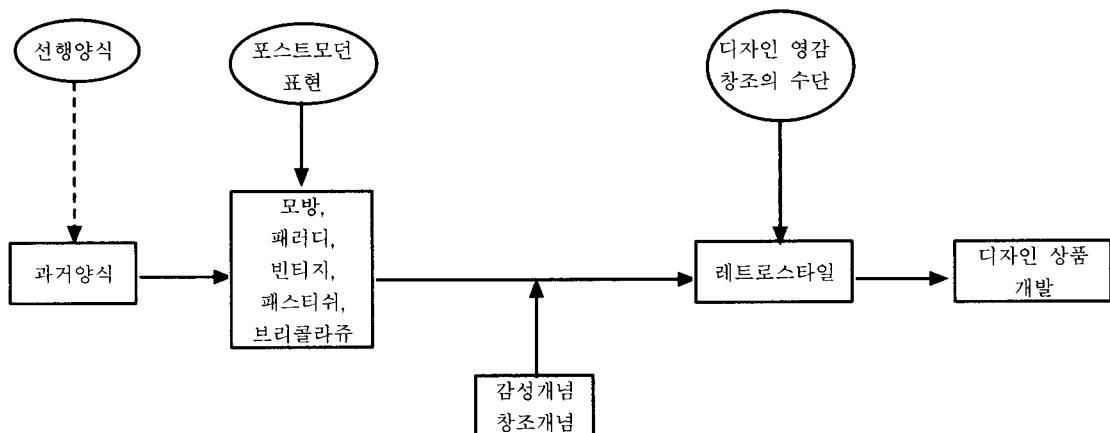 선행양식
포스트모던
표현
디자인 영감
창조의 수단
과거양식
모방,
패러디,
빈티지,
패스티쉬,
브리콜라쥬
레트로스타일
디자인 상품
개발
감성개념
창조개념